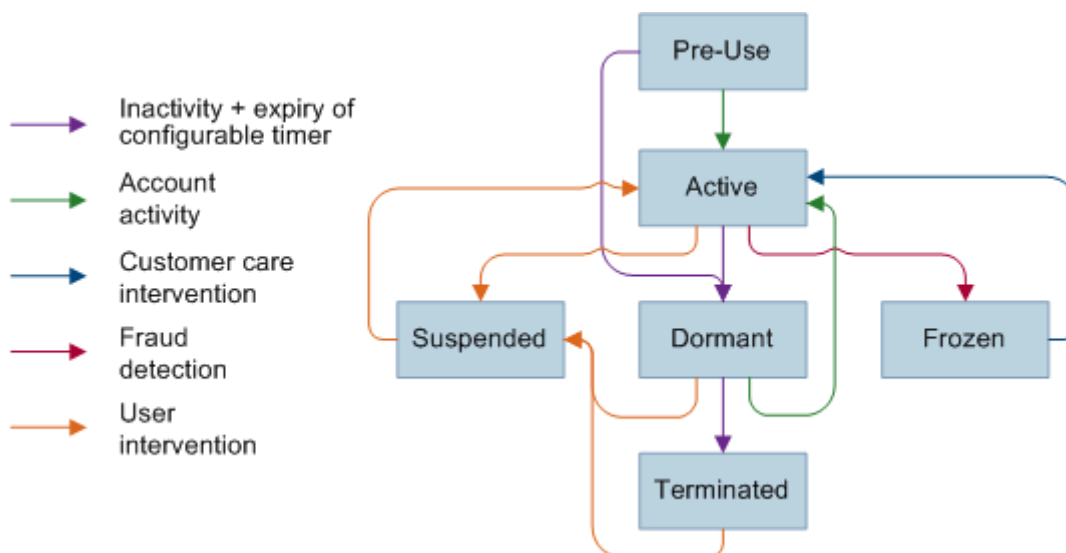 Pre-Use
Inactivity + expiry of
configurable timer
Account
activity
Active
Customer care
intervention
Suspended
Dormant
Frozen
Fraud
detection
User
intervention
Terminated